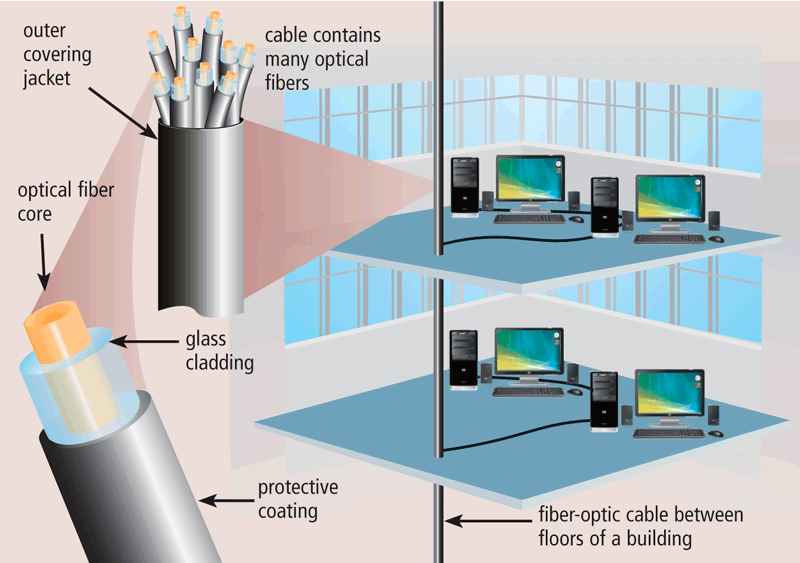 outer
covering
jacket
cable contains
many optical
fibers
optical fiber
core
glass
cladding
protective
coating
fiber-optic cable between
floors of a building